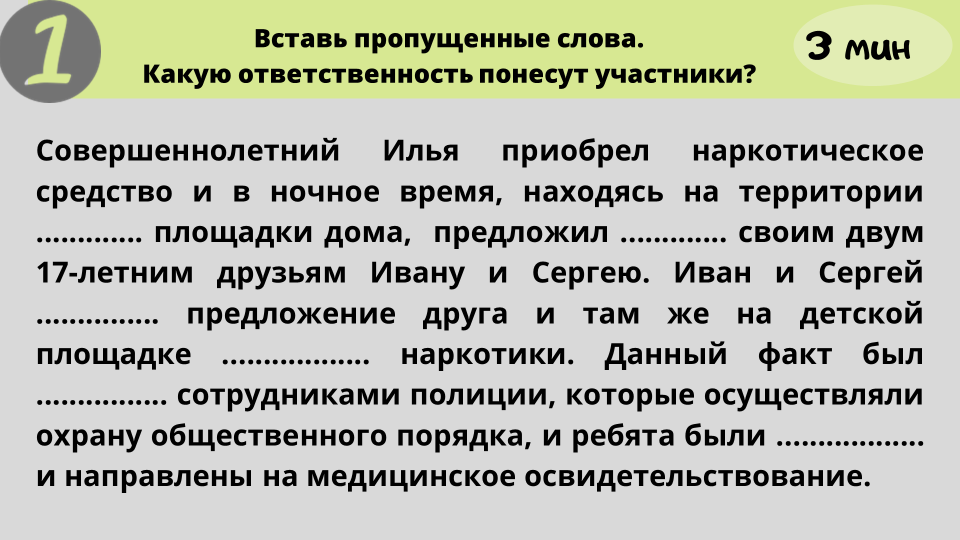 1
Вставь пропущенные слова.
Какую ответственность понесут участники?
3 мин
Совершеннолетний Илья приобрел наркотическое
средство и в ночное время, находясь на территории
............. площадки дома, предложил ............. своим двум
17-летним друзьям Ивану и Сергею. Иван и Сергей
............... предложение друга и там же на детской
площадке .................. наркотики. Данный факт был
................ сотрудниками полиции, которые осуществляли
охрану общественного порядка, и ребята были ..................
и направлены на медицинское освидетельствование.